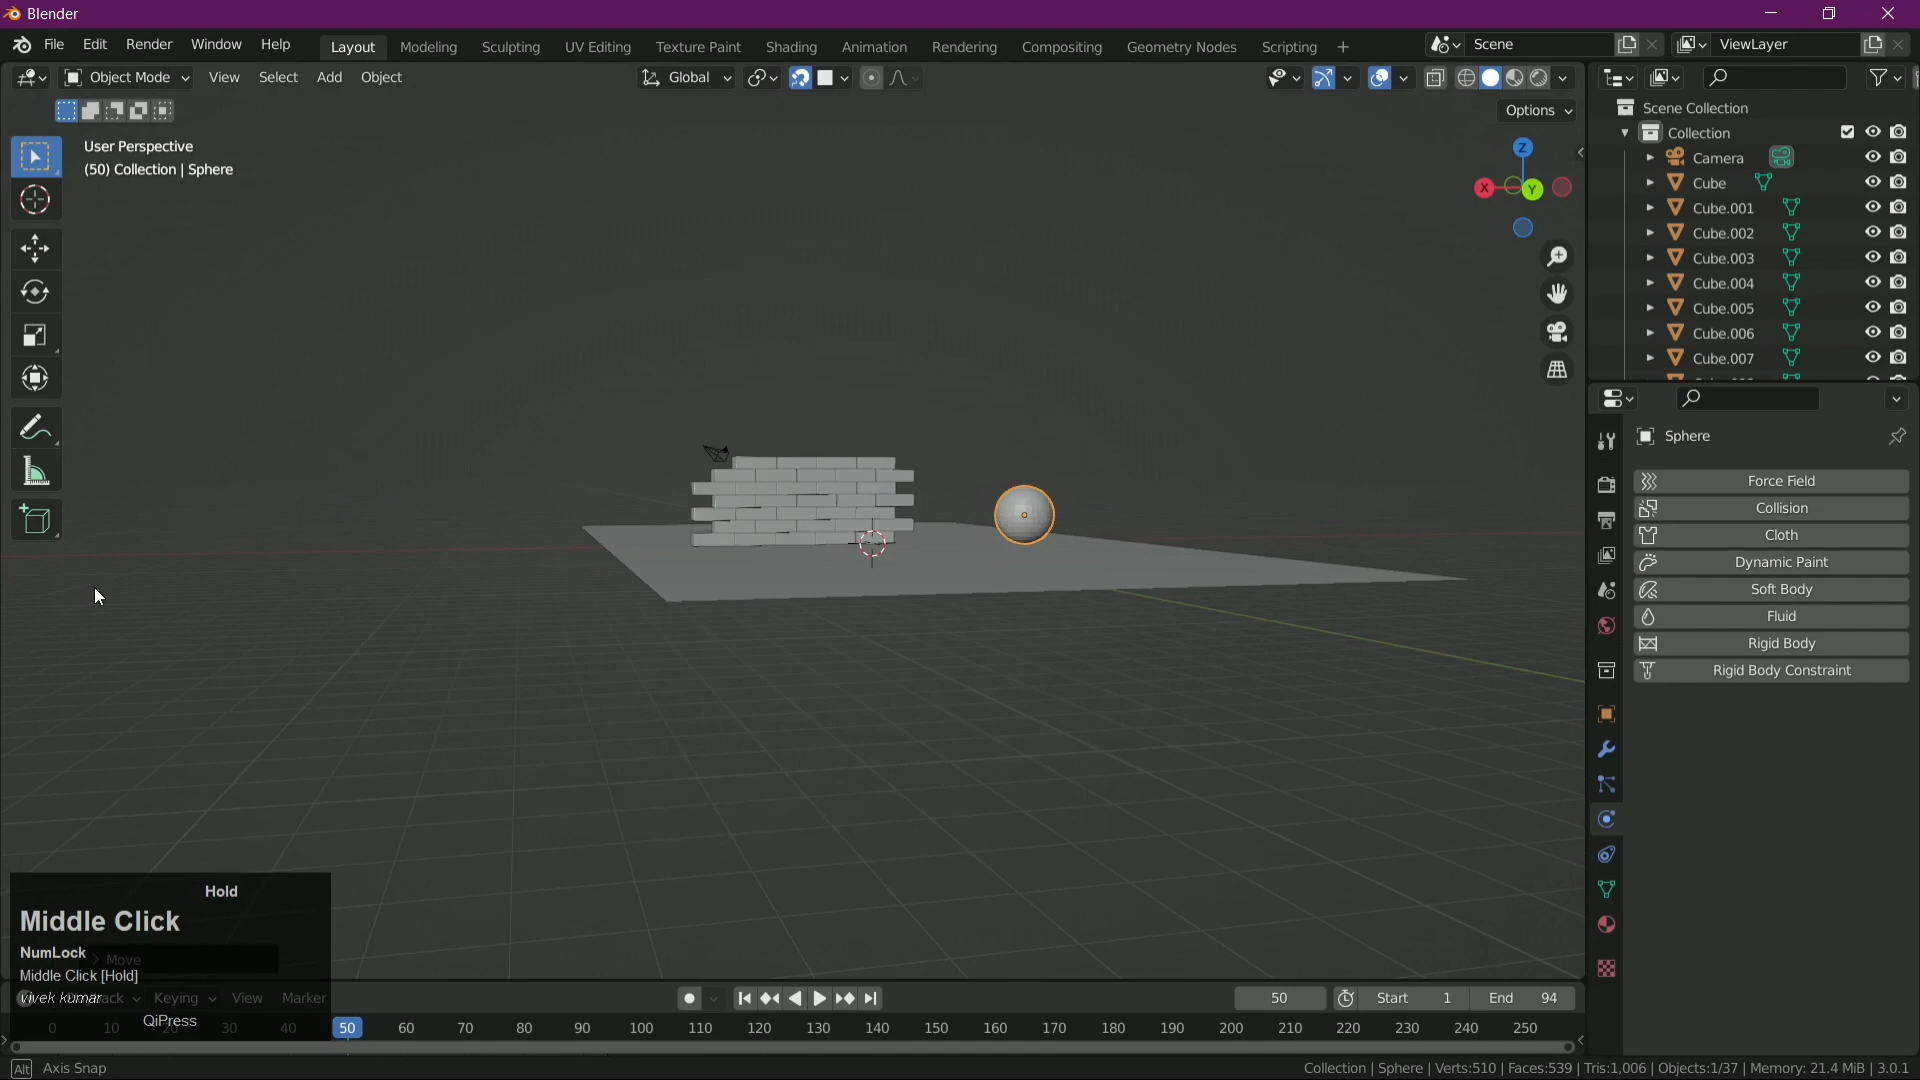 Blender
File Edit Render Window Help
Layout Modeling Sculpting UV Editing Texture Paint Shading Animation Rendering Compositing Geometry Nodes Scripting +
Scene
ViewLayer
Object Mode View Select Add Object
Global
Options
User Perspective
(50) Collection | Sphere
Z
X
Y
Scene Collection
Collection
Camera
Cube
Cube.001
Cube.002
Cube.003
Cube.004
Cube.005
Cube.006
Cube.007
Sphere
Force Field
Collision
Cloth
Dynamic Paint
Soft Body
Fluid
Rigid Body
Rigid Body Constraint
Hold
Middle Click
NumLock
Move
Middle Click [Hold]
vivek kumar
Keying View Marker
QiPress
50
Start 1
End 94
0 10 20 30 40 50 60 70 80 90 100 110 120 130 140 150 160 170 180 190 200 210 220 230 240 250
Alt Axis Snap
Collection | Sphere | Verts:510 | Faces:539 | Tris:1,006 | Objects:1/37 | Memory: 21.4 MiB | 3.0.1